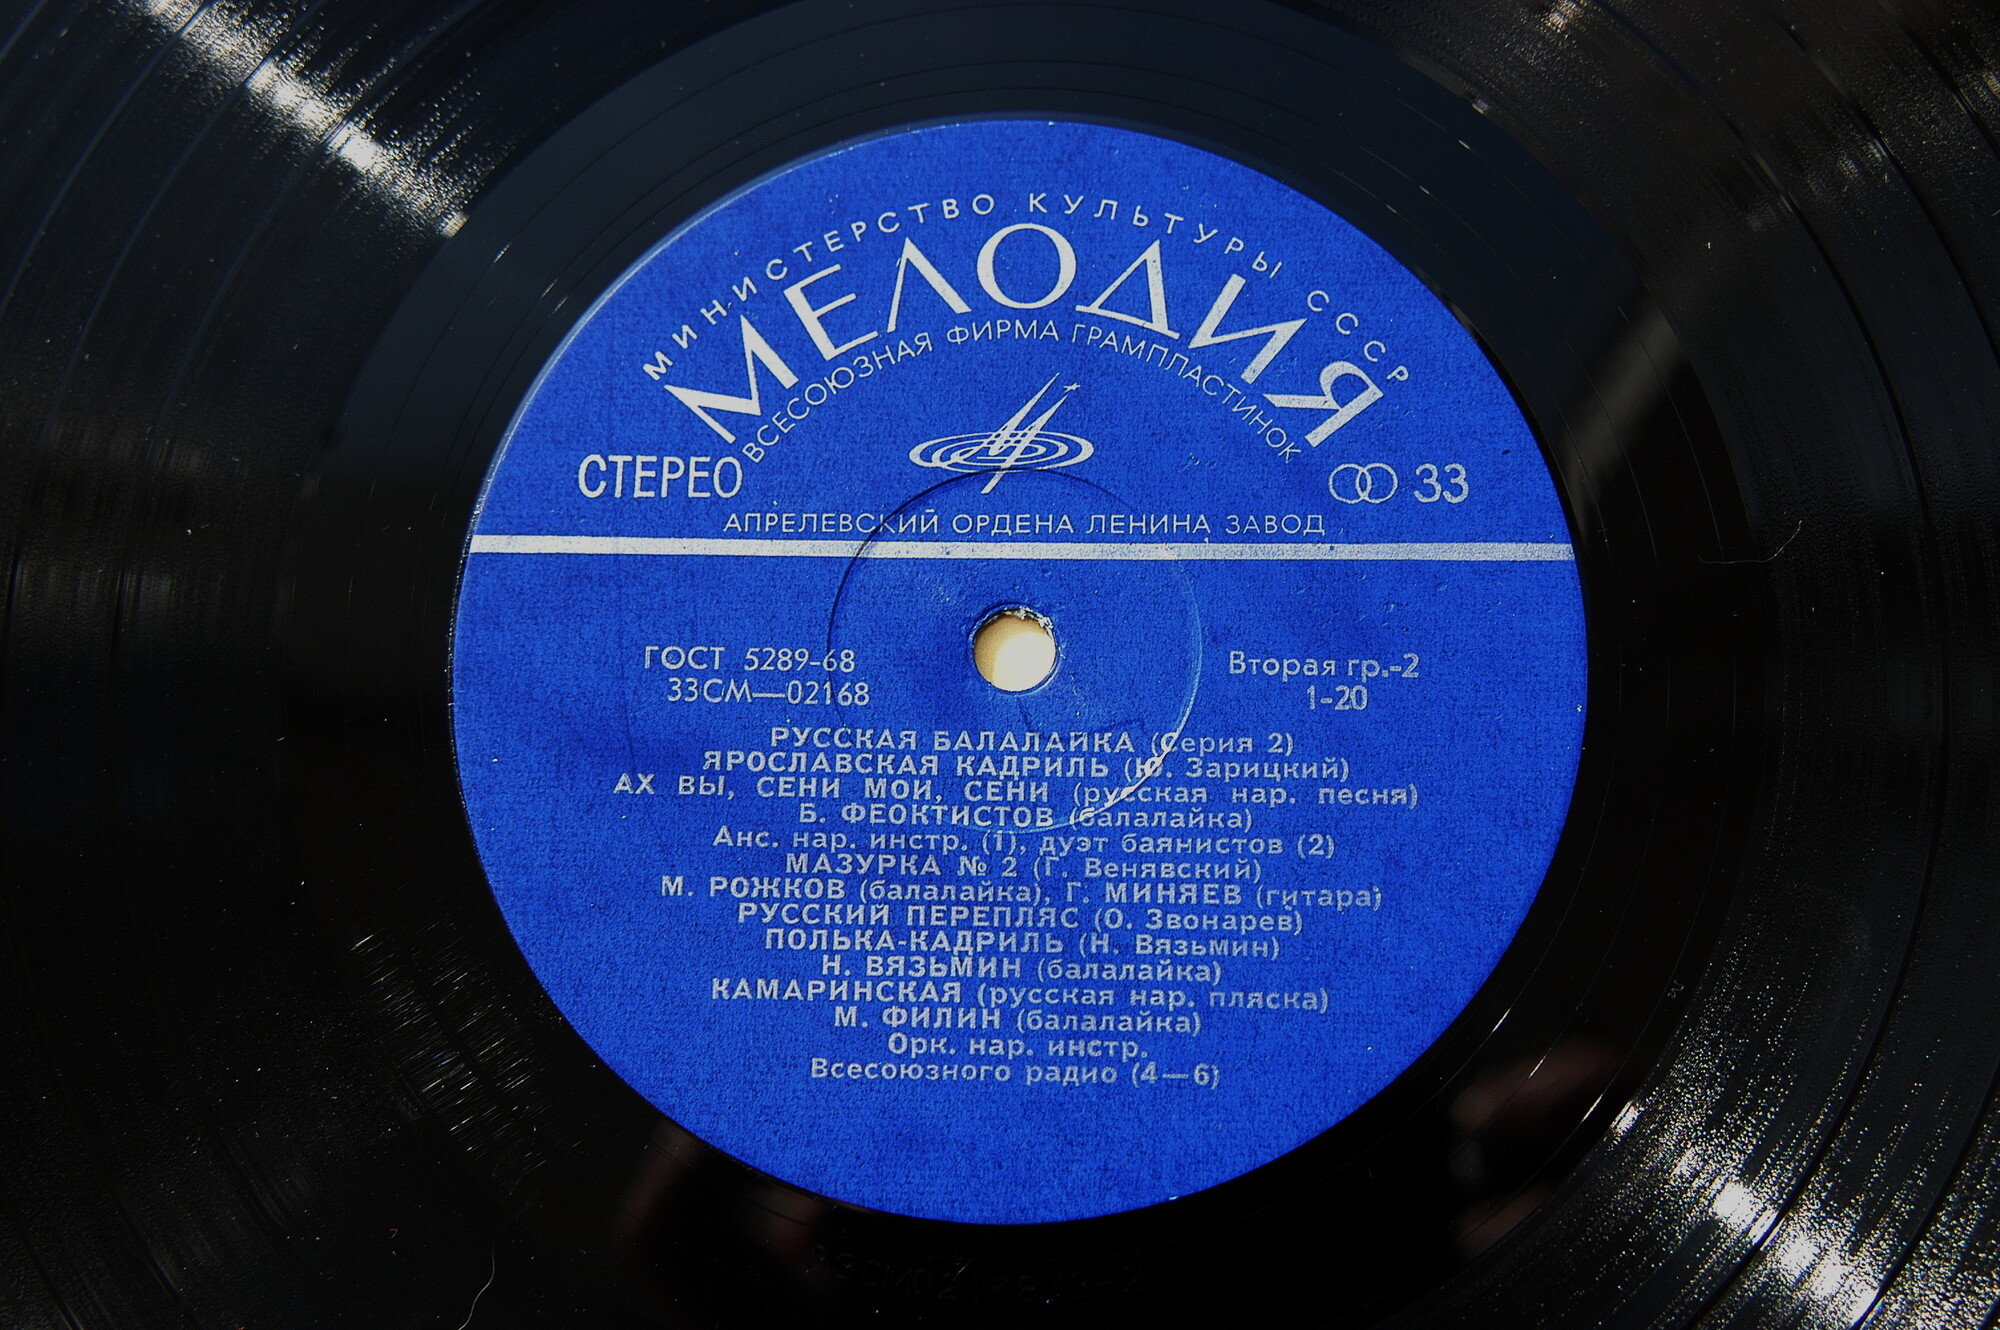 МИНИСТЕРСТВО КУЛЬТУРЫ СССР
МЕЛОДИЯ
ВСЕСОЮЗНАЯ ФИРМА ГРАМПЛАСТИНОК
СТЕРЕО 33
АПРЕЛЕВСКИЙ ОРДЕНА ЛЕНИНА ЗАВОД
ГОСТ 5289-68 Вторая гр.-2
33СМ—02168 1-20
РУССКАЯ БАЛАЛАЙКА (Серия 2)
ЯРОСЛАВСКАЯ КАДРИЛЬ (Ю. Зарицкий)
АХ ВЫ, СЕНИ МОИ, СЕНИ (русская нар. песня)
Б. ФЕОКТИСТОВ (балалайка)
Анс. нар. инстр. (1), дуэт баянистов (2)
МАЗУРКА № 2 (Г. Венявский)
М. РОЖКОВ (балалайка), Г. МИНЯЕВ (гитара)
РУССКИЙ ПЕРЕПЛЯС (О. Звонарев)
ПОЛЬКА-КАДРИЛЬ (Н. Вязьмин)
Н. ВЯЗЬМИН (балалайка)
КАМАРИНСКАЯ (русская нар. пляска)
М. ФИЛИН (балалайка)
Орк. нар. инстр.
Всесоюзного радио (4—6)